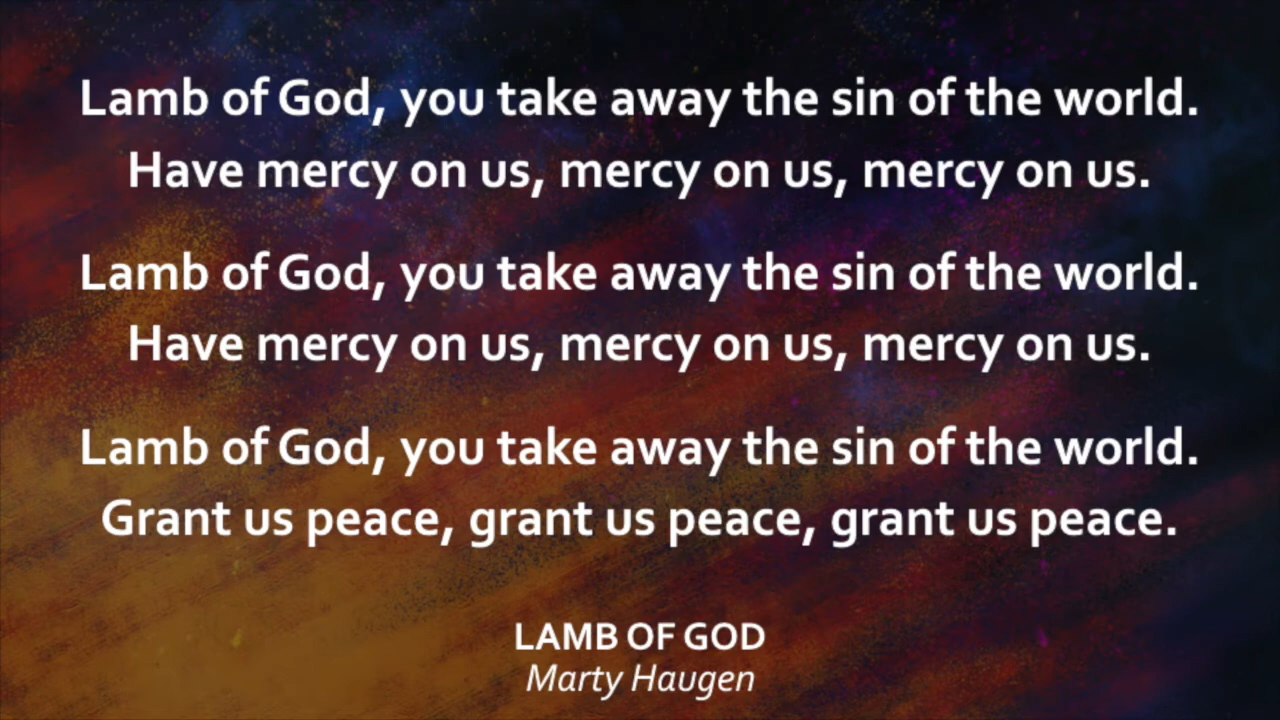 Lamb of God, you take away the sin of the world.
Have mercy on us, mercy on us, mercy on us.
Lamb of God, you take away the sin of the world.
Have mercy on us, mercy on us, mercy on us.
Lamb of God, you take away the sin of the world.
Grant us peace, grant us peace, grant us peace.
LAMB OF GOD
Marty Haugen